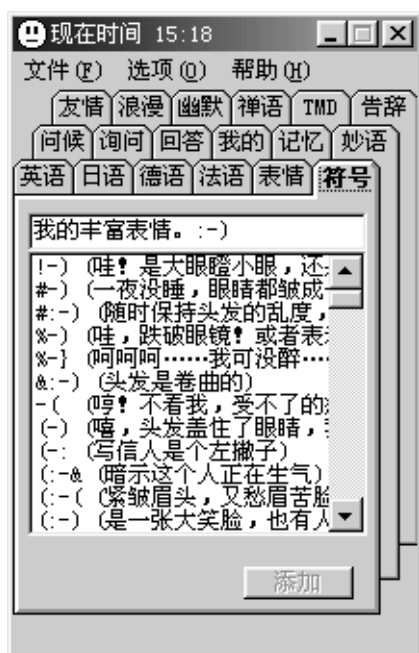 现在时间 15:18
文件(F) 选项(O) 帮助(H)
友情 浪漫 幽默 禅语 TMD 告辞
问候 询问 回答 我的 记忆 妙语
英语 日语 德语 法语 表情 符号
我的丰富表情。:-)
!-) (哇！是大眼瞪小眼，还
#-) (一夜没睡，眼睛都皱成
#:-) (随时保持头发的乱度，
%-) (哇，跌破眼镜！或者表
%-} (呵呵呵……我可没醉…
&:-) (头发是卷曲的)
-( (哼！不看我，受不了的
(-) (嘻，头发盖住了眼睛，
(-: (写信人是个左撇子)
(:-& (暗示这个人正在生气)
(:-( (紧皱眉头，又愁眉苦脸
(:-) (是一张大笑脸，也有人
添加